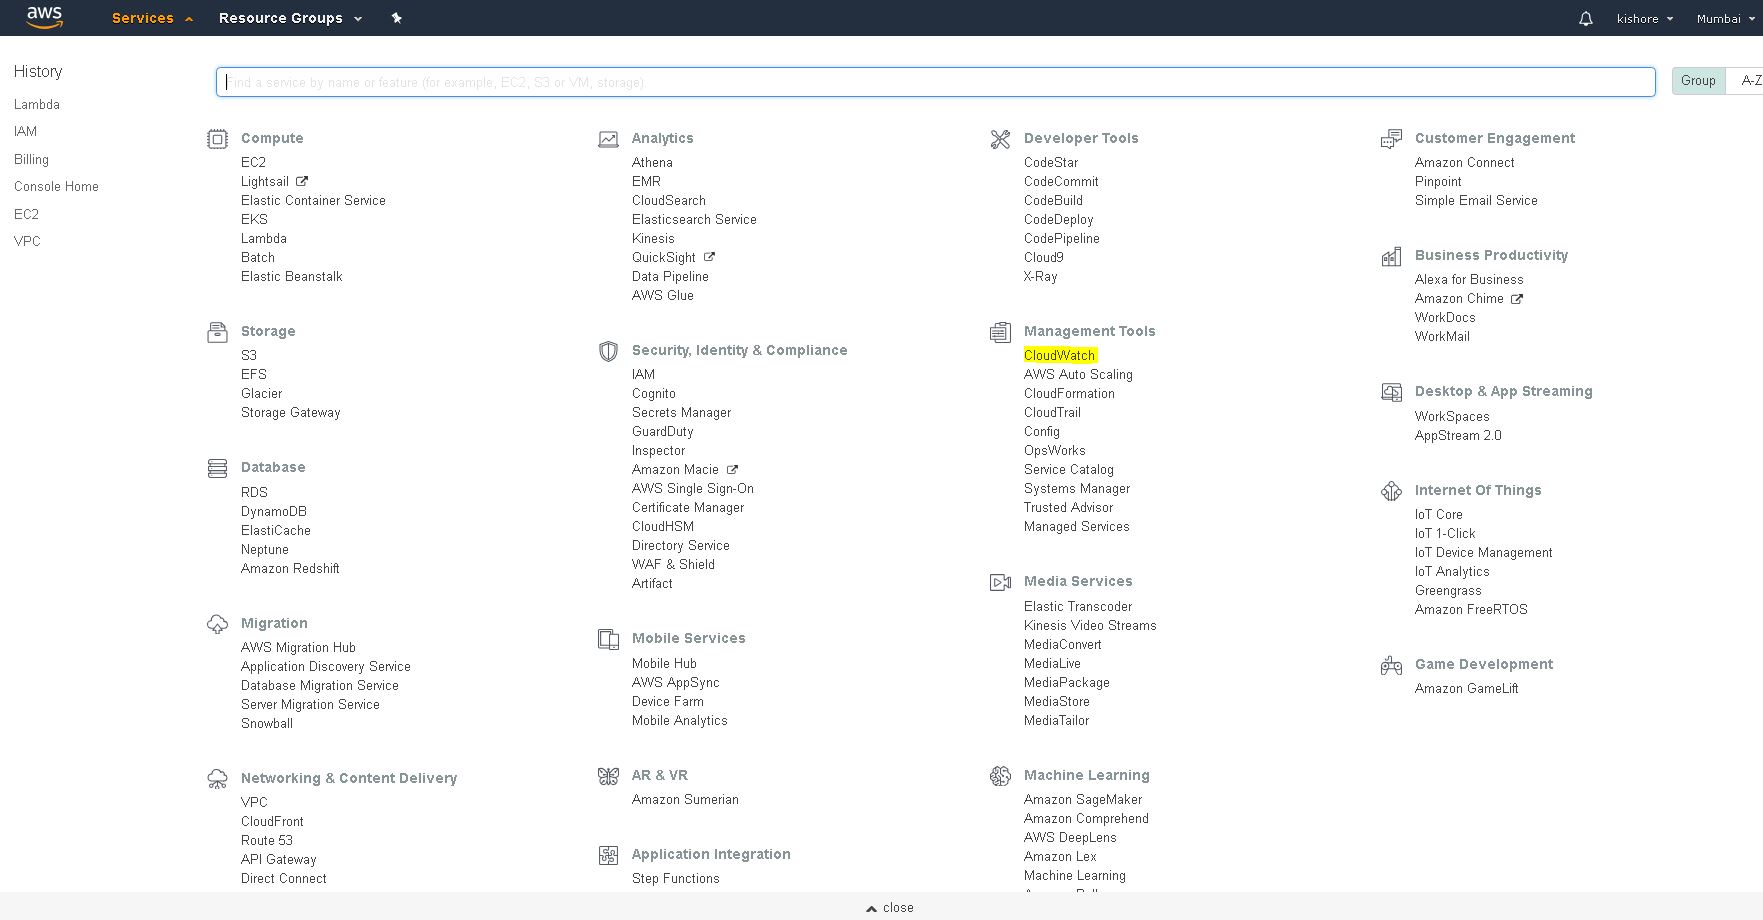 aws
Services
Resource Groups
kishore
Mumbai
History
Lambda
IAM
Billing
Console Home
EC2
VPC
Find a service by name or feature (for example, EC2, S3 or VM, storage)
Group
A-Z
Compute
EC2
Lightsail
Elastic Container Service
EKS
Lambda
Batch
Elastic Beanstalk
Storage
S3
EFS
Glacier
Storage Gateway
Database
RDS
DynamoDB
ElastiCache
Neptune
Amazon Redshift
Migration
AWS Migration Hub
Application Discovery Service
Database Migration Service
Server Migration Service
Snowball
Networking & Content Delivery
VPC
CloudFront
Route 53
API Gateway
Direct Connect
Analytics
Athena
EMR
CloudSearch
Elasticsearch Service
Kinesis
QuickSight
Data Pipeline
AWS Glue
Security, Identity & Compliance
IAM
Cognito
Secrets Manager
GuardDuty
Inspector
Amazon Macie
AWS Single Sign-On
Certificate Manager
CloudHSM
Directory Service
WAF & Shield
Artifact
Mobile Services
Mobile Hub
AWS AppSync
Device Farm
Mobile Analytics
AR & VR
Amazon Sumerian
Application Integration
Step Functions
Developer Tools
CodeStar
CodeCommit
CodeBuild
CodeDeploy
CodePipeline
Cloud9
X-Ray
Management Tools
CloudWatch
AWS Auto Scaling
CloudFormation
CloudTrail
Config
OpsWorks
Service Catalog
Systems Manager
Trusted Advisor
Managed Services
Media Services
Elastic Transcoder
Kinesis Video Streams
MediaConvert
MediaLive
MediaPackage
MediaStore
MediaTailor
Machine Learning
Amazon SageMaker
Amazon Comprehend
AWS DeepLens
Amazon Lex
Machine Learning
Customer Engagement
Amazon Connect
Pinpoint
Simple Email Service
Business Productivity
Alexa for Business
Amazon Chime
WorkDocs
WorkMail
Desktop & App Streaming
WorkSpaces
AppStream 2.0
Internet Of Things
IoT Core
IoT 1-Click
IoT Device Management
IoT Analytics
Greengrass
Amazon FreeRTOS
Game Development
Amazon GameLift
close